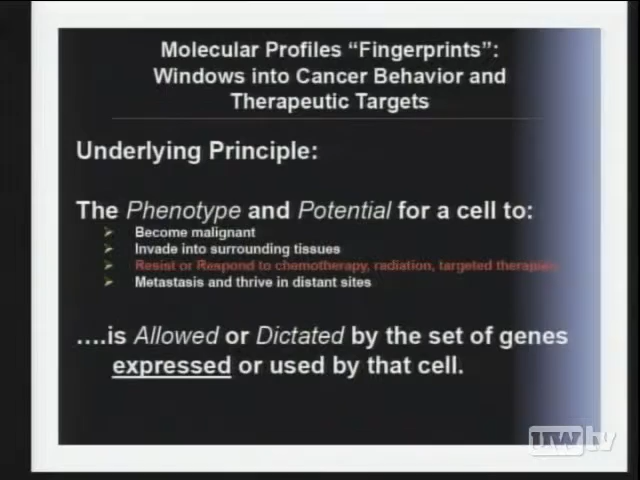 Molecular Profiles “Fingerprints”:
Windows into Cancer Behavior and
Therapeutic Targets
Underlying Principle:
The Phenotype and Potential for a cell to:
Become malignant
Invade into surrounding tissues
Resist or Respond to chemotherapy, radiation, targeted therapies
Metastasis and thrive in distant sites
....is Allowed or Dictated by the set of genes
expressed or used by that cell.
UWtv